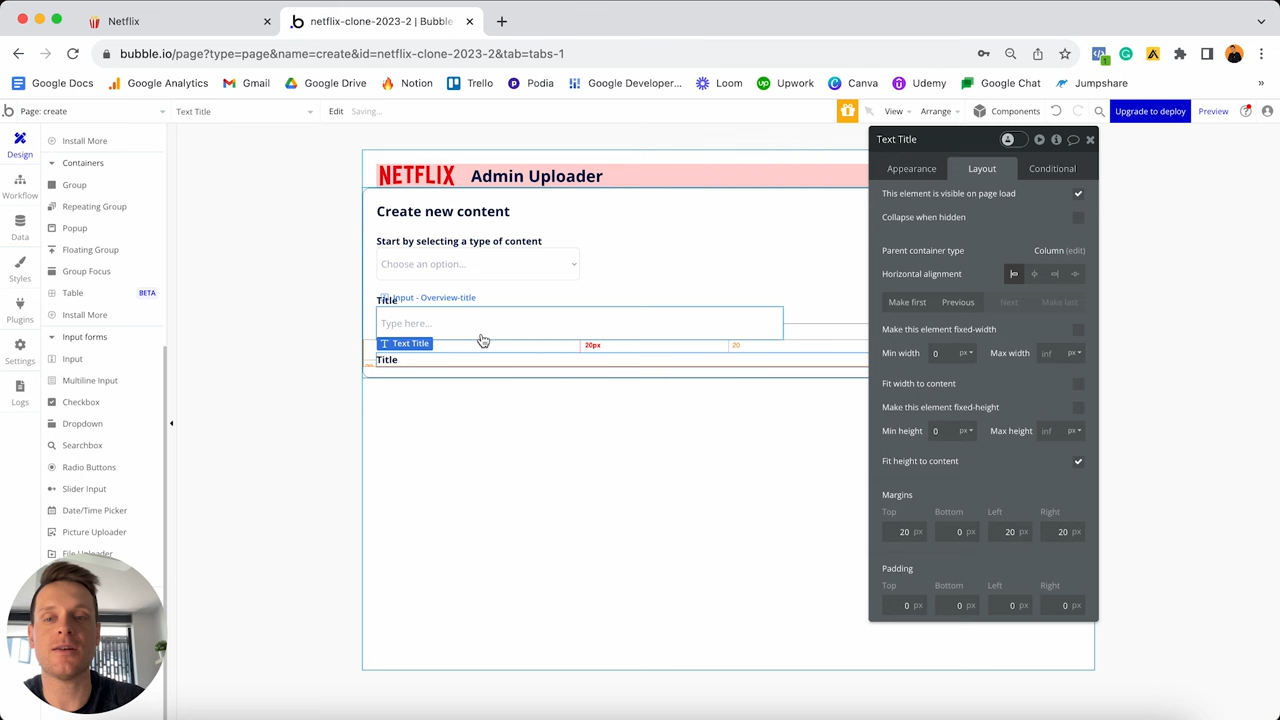 Netflix
netflix-clone-2023-2 | Bubble
bubble.io/page?type=page&name=create&id=netflix-clone-2023-2&tab=tabs-1
Google Docs
Google Analytics
Gmail
Google Drive
Notion
Trello
Podia
Google Developer...
Loom
Upwork
Canva
Udemy
Google Chat
Jumpshare
Page: create
Text Title
Edit
Saving...
View
Arrange
Components
Upgrade to deploy
Preview
Design
Workflow
Data
Styles
Plugins
Settings
Logs
Install More
Containers
Group
Repeating Group
Popup
Floating Group
Group Focus
Table BETA
Install More
Input forms
Input
Multiline Input
Checkbox
Dropdown
Searchbox
Radio Buttons
Slider Input
Date/Time Picker
Picture Uploader
File Uploader
NETFLIX Admin Uploader
Create new content
Start by selecting a type of content
Choose an option...
Title
Input - Overview-title
Type here...
Text Title
20px
20
Title
Text Title
Appearance Layout Conditional
This element is visible on page load
Collapse when hidden
Parent container type Column (edit)
Horizontal alignment
Make first Previous Next Make last
Make this element fixed-width
Min width 0 px Max width inf px
Fit width to content
Make this element fixed-height
Min height 0 px Max height inf px
Fit height to content
Margins
Top Bottom Left Right
20 px 0 px 20 px 20 px
Padding
Top Bottom Left Right
0 px 0 px 0 px 0 px